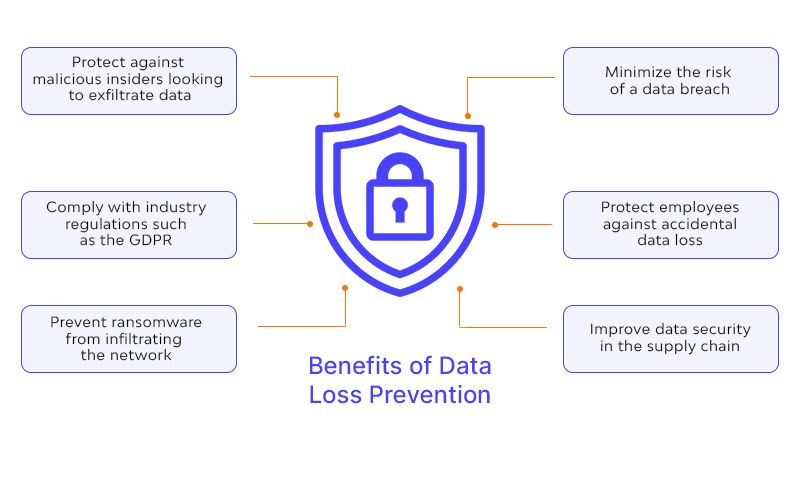 Protect against
malicious insiders looking
to exfiltrate data
Minimize the risk
of a data breach
Comply with industry
regulations such
as the GDPR
Protect employees
against accidental
data loss
Prevent ransomware
from infiltrating
the network
Improve data security
in the supply chain
Benefits of Data
Loss Prevention